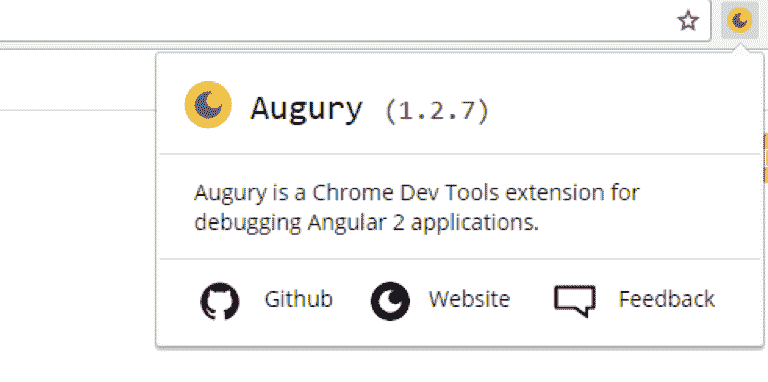 Augury (1.2.7)
Augury is a Chrome Dev Tools extension for
debugging Angular 2 applications.
Github Website Feedback